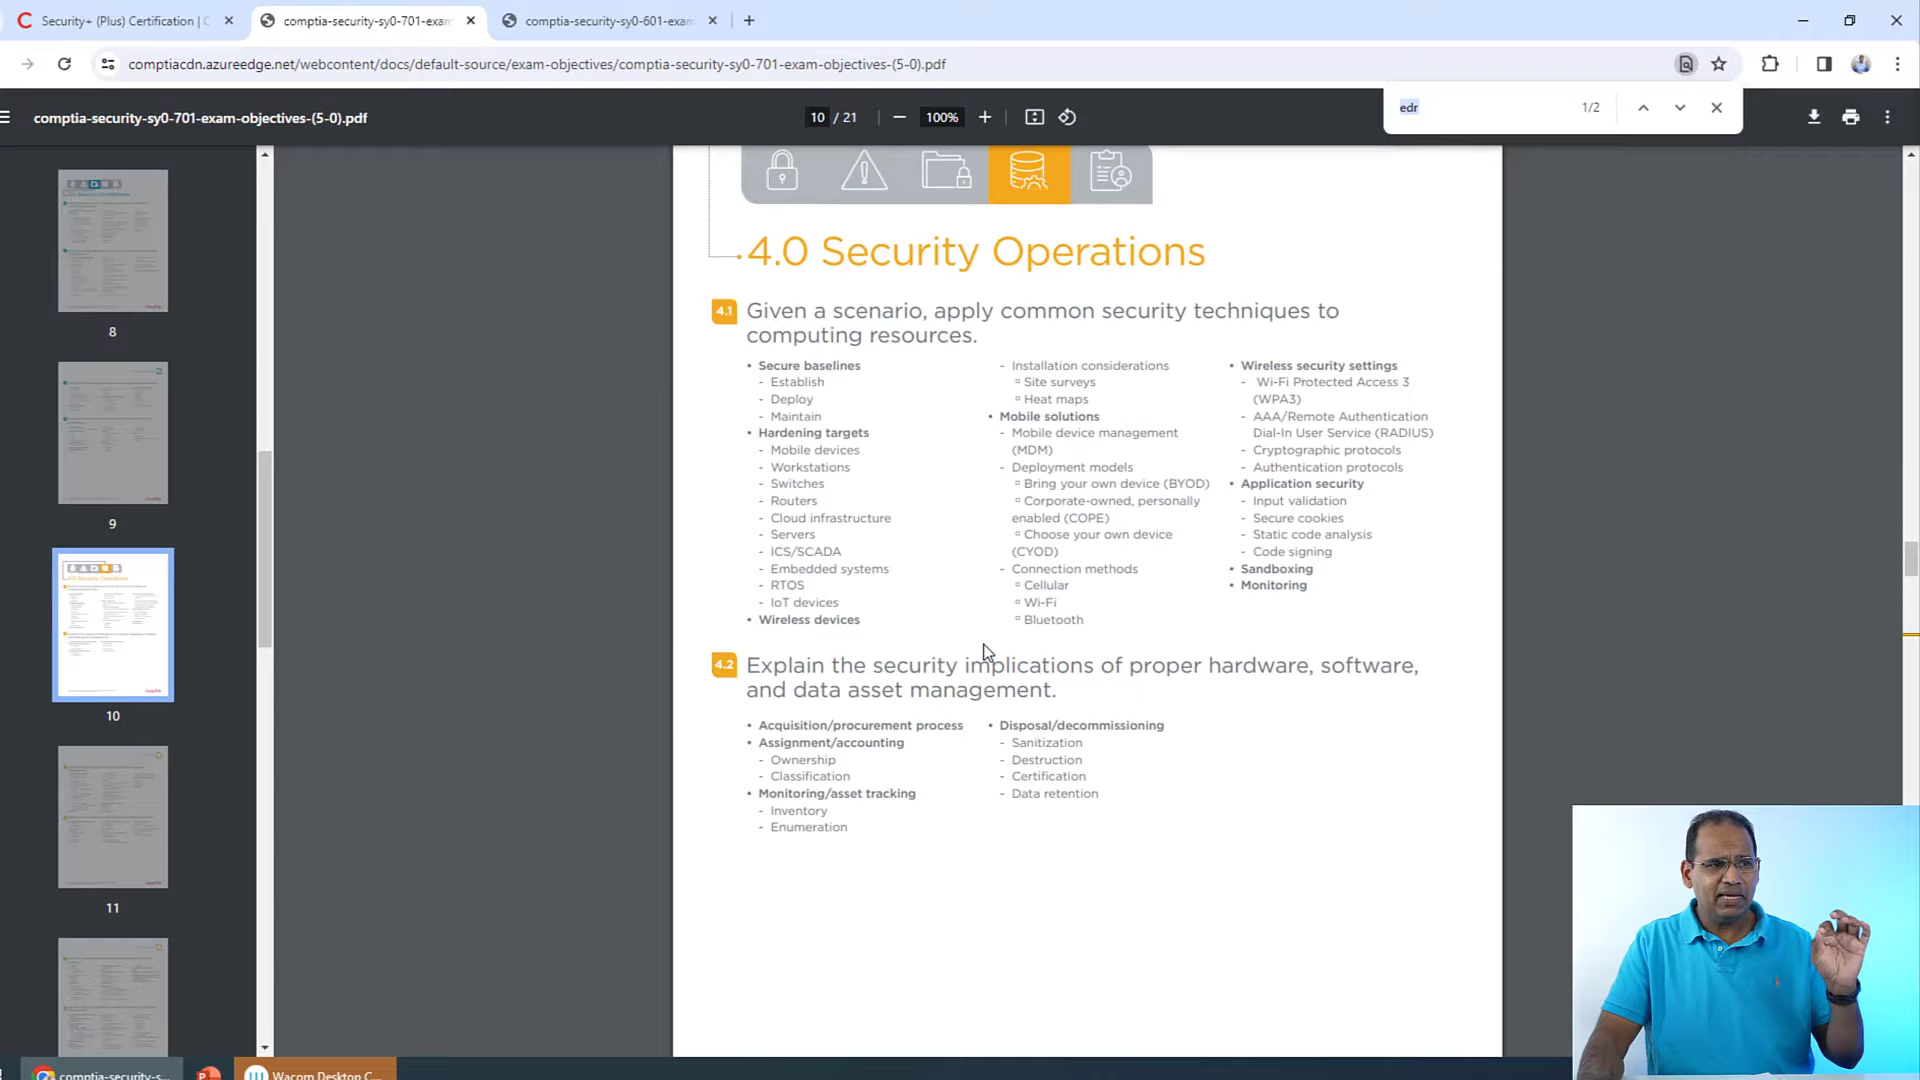 Security+ (Plus) Certification |
comptia-security-sy0-701-exam
comptia-security-sy0-601-exam
comptiacdn.azureedge.net/webcontent/docs/default-source/exam-objectives/comptia-security-sy0-701-exam-objectives-(5-0).pdf
edr
1/2
comptia-security-sy0-701-exam-objectives-(5-0).pdf
10 / 21
100%
8
9
10
11
4.0 Security Operations
4.1 Given a scenario, apply common security techniques to
computing resources.
• Secure baselines
- Establish
- Deploy
- Maintain
• Hardening targets
- Mobile devices
- Workstations
- Switches
- Routers
- Cloud infrastructure
- Servers
- ICS/SCADA
- Embedded systems
- RTOS
- IoT devices
• Wireless devices
- Installation considerations
▫ Site surveys
▫ Heat maps
• Mobile solutions
- Mobile device management
(MDM)
- Deployment models
▫ Bring your own device (BYOD)
▫ Corporate-owned, personally
enabled (COPE)
▫ Choose your own device
(CYOD)
- Connection methods
▫ Cellular
▫ Wi-Fi
▫ Bluetooth
• Wireless security settings
- Wi-Fi Protected Access 3
(WPA3)
- AAA/Remote Authentication
Dial-In User Service (RADIUS)
- Cryptographic protocols
- Authentication protocols
• Application security
- Input validation
- Secure cookies
- Static code analysis
- Code signing
• Sandboxing
• Monitoring
4.2 Explain the security implications of proper hardware, software,
and data asset management.
• Acquisition/procurement process
• Assignment/accounting
- Ownership
- Classification
• Monitoring/asset tracking
- Inventory
- Enumeration
• Disposal/decommissioning
- Sanitization
- Destruction
- Certification
- Data retention
comptia-security-s...
Wacom Desktop C...